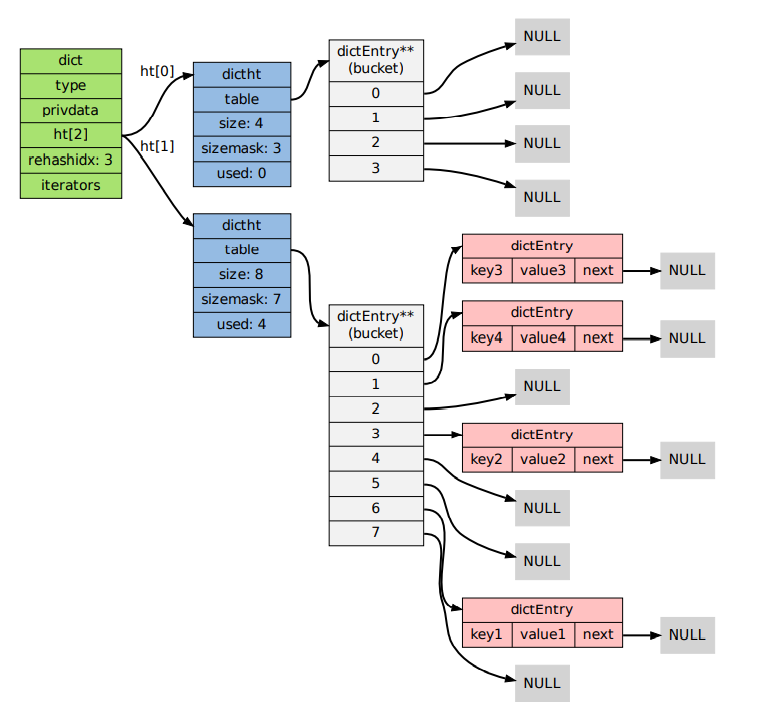 dict
type
privdata
ht[2]
rehashidx: 3
iterators
ht[0]
ht[1]
dictht
table
size: 4
sizemask: 3
used: 0
dictht
table
size: 8
sizemask: 7
used: 4
dictEntry**
(bucket)
0
1
2
3
NULL
NULL
NULL
NULL
dictEntry**
(bucket)
0
1
2
3
4
5
6
7
dictEntry
key3 value3 next
NULL
dictEntry
key4 value4 next
NULL
NULL
dictEntry
key2 value2 next
NULL
NULL
NULL
dictEntry
key1 value1 next
NULL
NULL